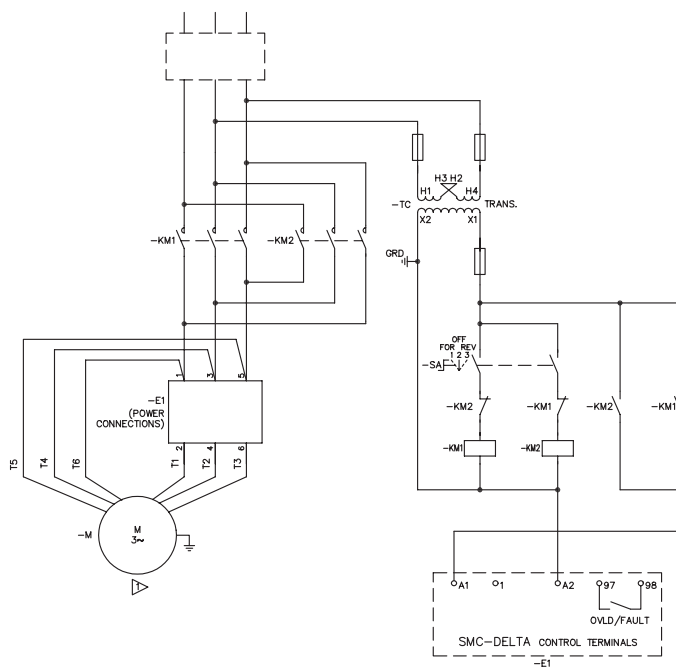 H3 H2
H1 H4
-TC TRANS.
X2 X1
-KM1 -KM2
GRD
OFF
FOR REV
1 2 3
-SA
1 3 5
-E1
(POWER
CONNECTIONS)
-KM2 -KM1 -KM2 -KM1
2 4 6
-KM1 -KM2
T5 T4 T6 T1 T2 T3
-M
M
3~
1
A1 1 A2 97 98
OVLD/FAULT
SMC-DELTA CONTROL TERMINALS
-E1